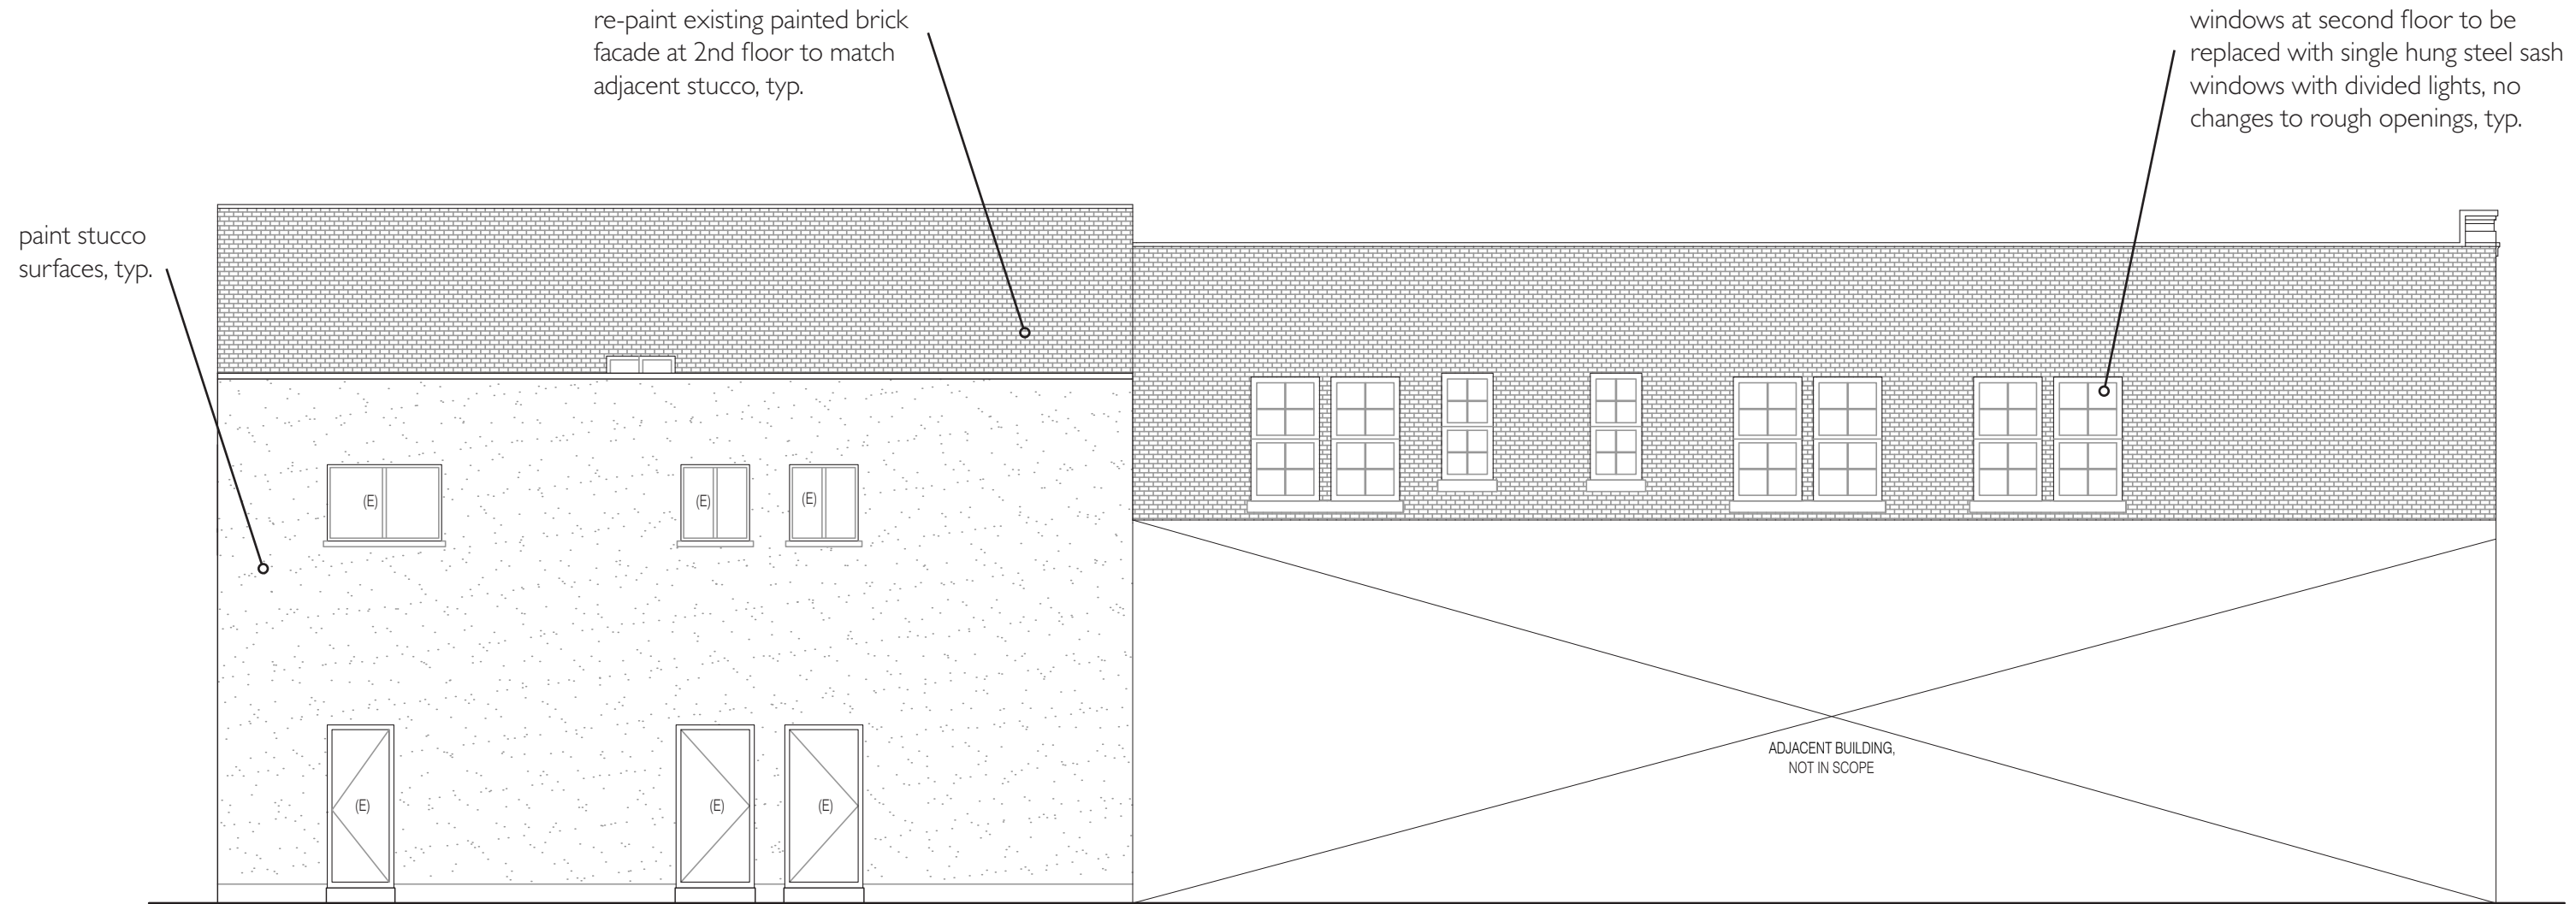 re-paint existing painted brick
facade at 2nd floor to match
adjacent stucco, typ.
windows at second floor to be
replaced with single hung steel sash
windows with divided lights, no
changes to rough openings, typ.
paint stucco
surfaces, typ.
(E)
(E)
(E)
ADJACENT BUILDING,
NOT IN SCOPE
(E)
(E)
(E)